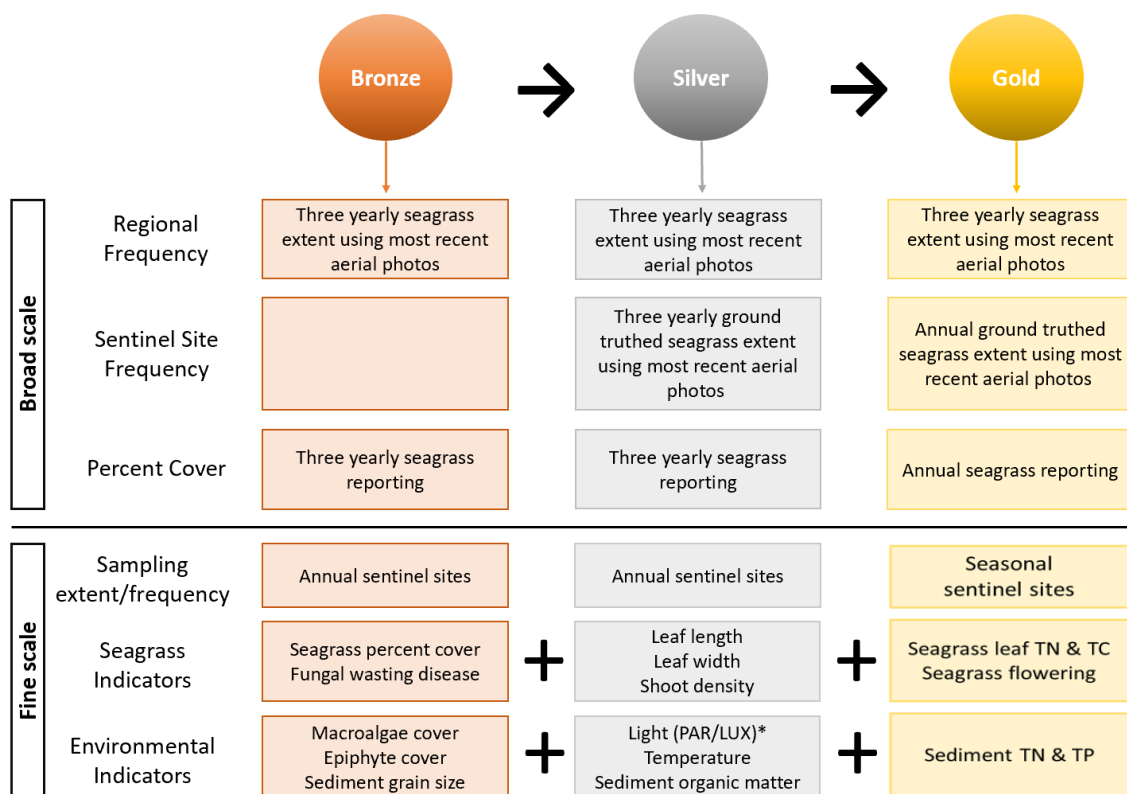 Bronze
Silver
Gold
Broad scale
Regional
Frequency
Three yearly seagrass
extent using most recent
aerial photos
Three yearly seagrass
extent using most recent
aerial photos
Three yearly seagrass
extent using most recent
aerial photos
Sentinel Site
Frequency
Three yearly ground
truthed seagrass extent
using most recent aerial
photos
Annual ground truthed
seagrass extent using most
recent aerial photos
Percent Cover
Three yearly seagrass
reporting
Three yearly seagrass
reporting
Annual seagrass reporting
Fine scale
Sampling
extent/frequency
Annual sentinel sites
Annual sentinel sites
Seasonal
sentinel sites
Seagrass
Indicators
Seagrass percent cover
Fungal wasting disease
+
Leaf length
Leaf width
Shoot density
+
Seagrass leaf TN & TC
Seagrass flowering
Environmental
Indicators
Macroalgae cover
Epiphyte cover
Sediment grain size
+
Light (PAR/LUX)*
Temperature
Sediment organic matter
+
Sediment TN & TP